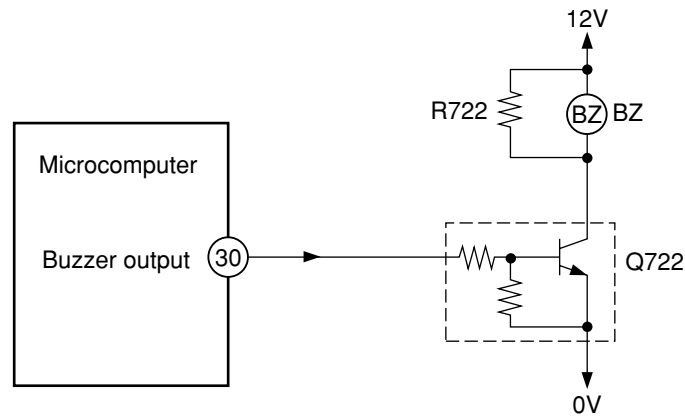 12V
R722
BZ
BZ
Microcomputer
Buzzer output
30
Q722
0V